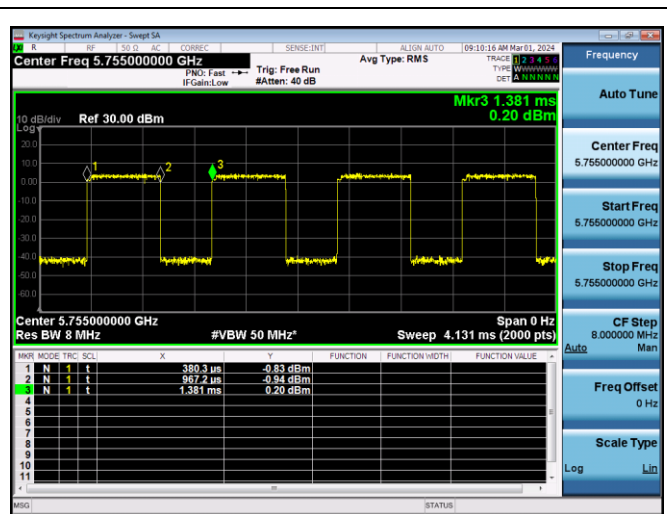 Keysight Spectrum Analyzer - Swept SA
R RF 50 Ω AC CORREC SENSE:INT ALIGN AUTO 09:10:16 AM Mar 01, 2024
Center Freq 5.755000000 GHz
PNO: Fast
IFGain:Low
Trig: Free Run
#Atten: 40 dB
Avg Type: RMS
TRACE 1 2 3 4 5 6
TYPE WWWWWW
DET A N N N N N
Mkr3 1.381 ms
0.20 dBm
10 dB/div Ref 30.00 dBm
Log
20.0
10.0
0.00
-10.0
-20.0
-30.0
-40.0
-50.0
-60.0
1
2
3
Center 5.755000000 GHz Span 0 Hz
Res BW 8 MHz #VBW 50 MHz* Sweep 4.131 ms (2000 pts)
MKR MODE TRC SCL X Y FUNCTION FUNCTION WIDTH FUNCTION VALUE
1 N 1 t 380.3 µs -0.83 dBm
2 N 1 t 967.2 µs -0.94 dBm
3 N 1 t 1.381 ms 0.20 dBm
4
5
6
7
8
9
10
11
MSG STATUS
Frequency
Auto Tune
Center Freq
5.755000000 GHz
Start Freq
5.755000000 GHz
Stop Freq
5.755000000 GHz
CF Step
8.000000 MHz
Auto Man
Freq Offset
0 Hz
Scale Type
Log Lin